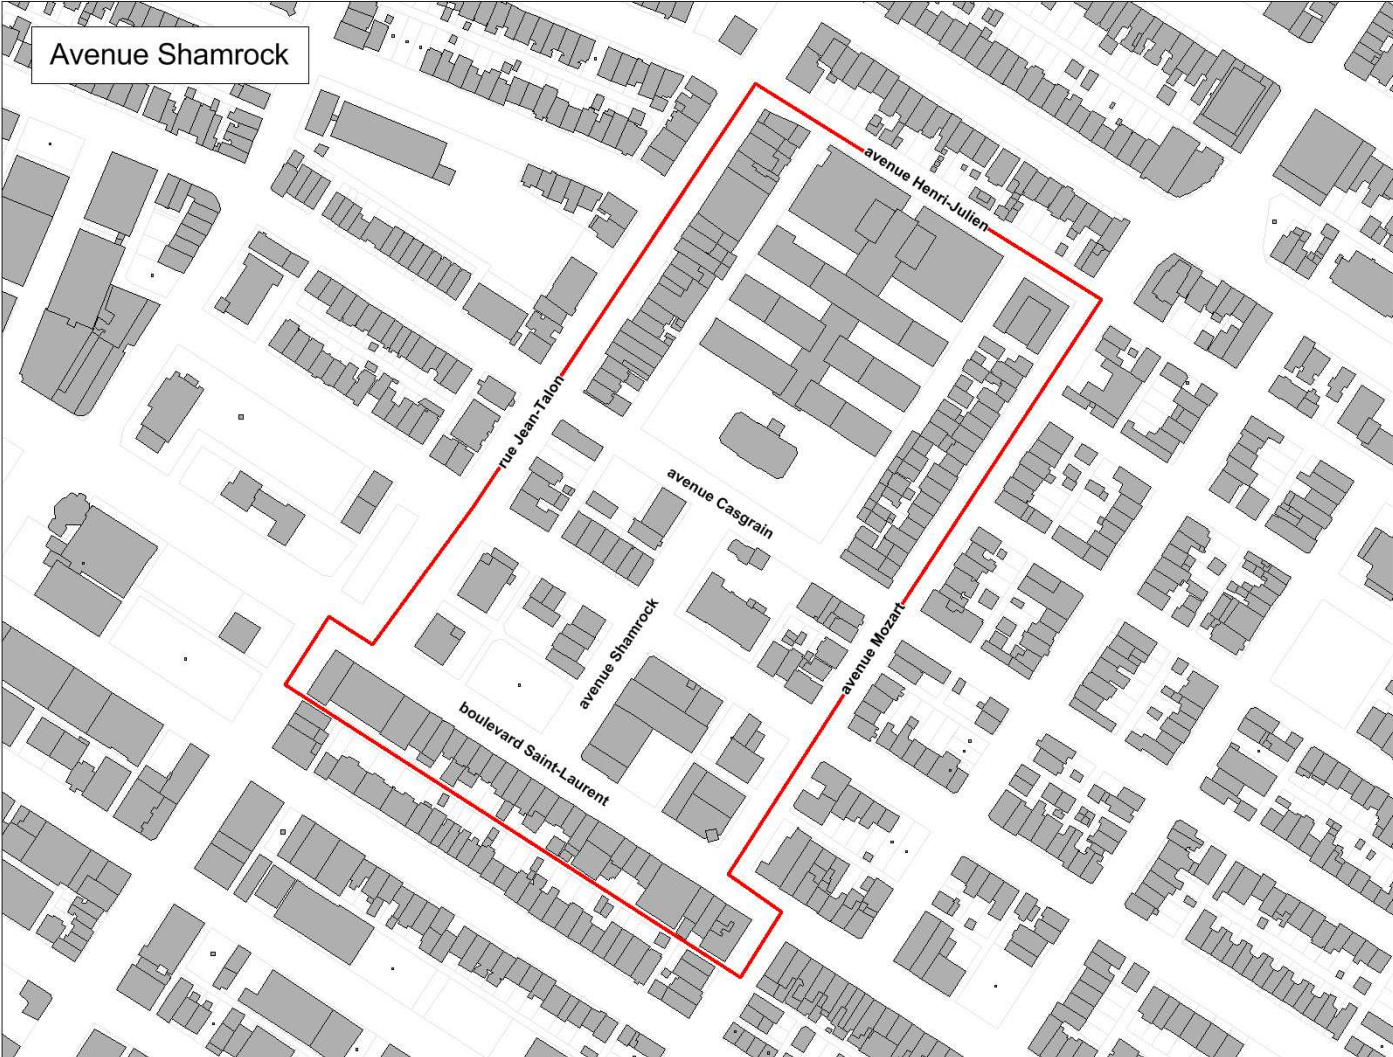 Avenue Shamrock
avenue Henri-Julien
rue Jean-Talon
avenue Casgrain
avenue Shamrock
avenue Mozart
boulevard Saint-Laurent